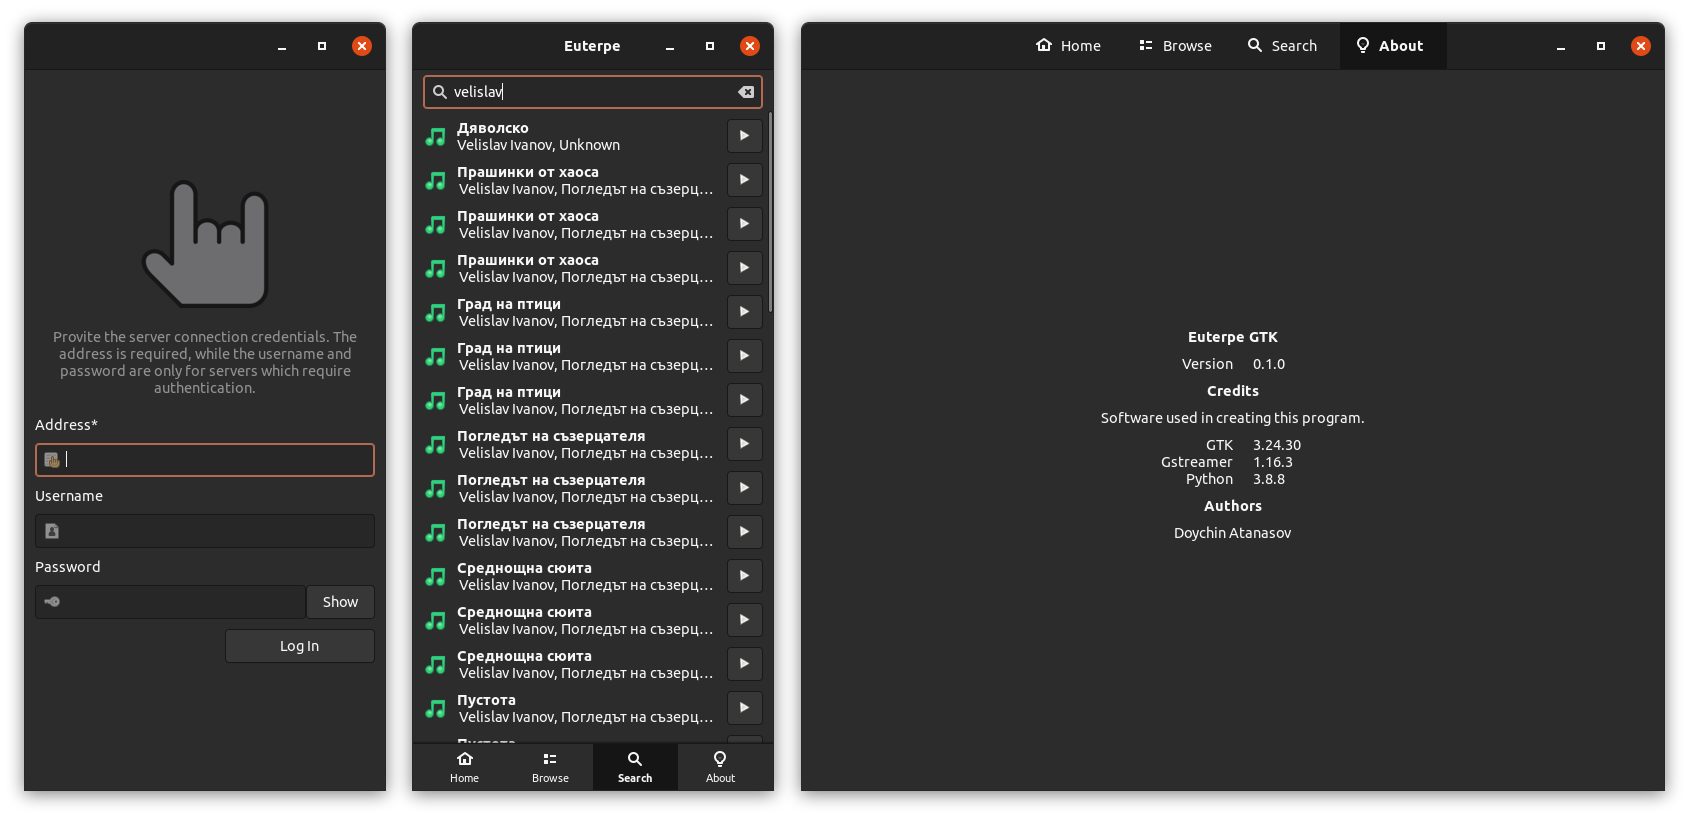 Provite the server connection credentials. The
address is required, while the username and
password are only for servers which require
authentication.
Address*
Username
Password
Show
Log In
Euterpe
velislav
Дяволско
Velislav Ivanov, Unknown
Прашинки от хаоса
Velislav Ivanov, Погледът на съзерц…
Прашинки от хаоса
Velislav Ivanov, Погледът на съзерц…
Прашинки от хаоса
Velislav Ivanov, Погледът на съзерц…
Град на птици
Velislav Ivanov, Погледът на съзерц…
Град на птици
Velislav Ivanov, Погледът на съзерц…
Град на птици
Velislav Ivanov, Погледът на съзерц…
Погледът на съзерцателя
Velislav Ivanov, Погледът на съзерц…
Погледът на съзерцателя
Velislav Ivanov, Погледът на съзерц…
Погледът на съзерцателя
Velislav Ivanov, Погледът на съзерц…
Среднощна сюита
Velislav Ivanov, Погледът на съзерц…
Среднощна сюита
Velislav Ivanov, Погледът на съзерц…
Среднощна сюита
Velislav Ivanov, Погледът на съзерц…
Пустота
Velislav Ivanov, Погледът на съзерц…
Пустота
Home Browse Search About
Home Browse Search About
Euterpe GTK
Version 0.1.0
Credits
Software used in creating this program.
GTK 3.24.30
Gstreamer 1.16.3
Python 3.8.8
Authors
Doychin Atanasov